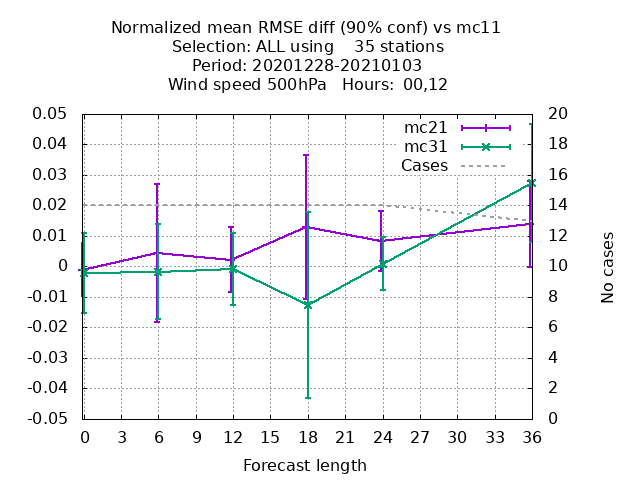 Normalized mean RMSE diff (90% conf) vs mc11
Selection: ALL using    35 stations
Period: 20201228-20210103
Wind speed 500hPa   Hours:  00,12
0.05
0.04
0.03
0.02
0.01
0
-0.01
-0.02
-0.03
-0.04
-0.05
mc21
mc31
Cases
20
18
16
14
12
10
8
6
4
2
0
No cases
0 3 6 9 12 15 18 21 24 27 30 33 36
Forecast length